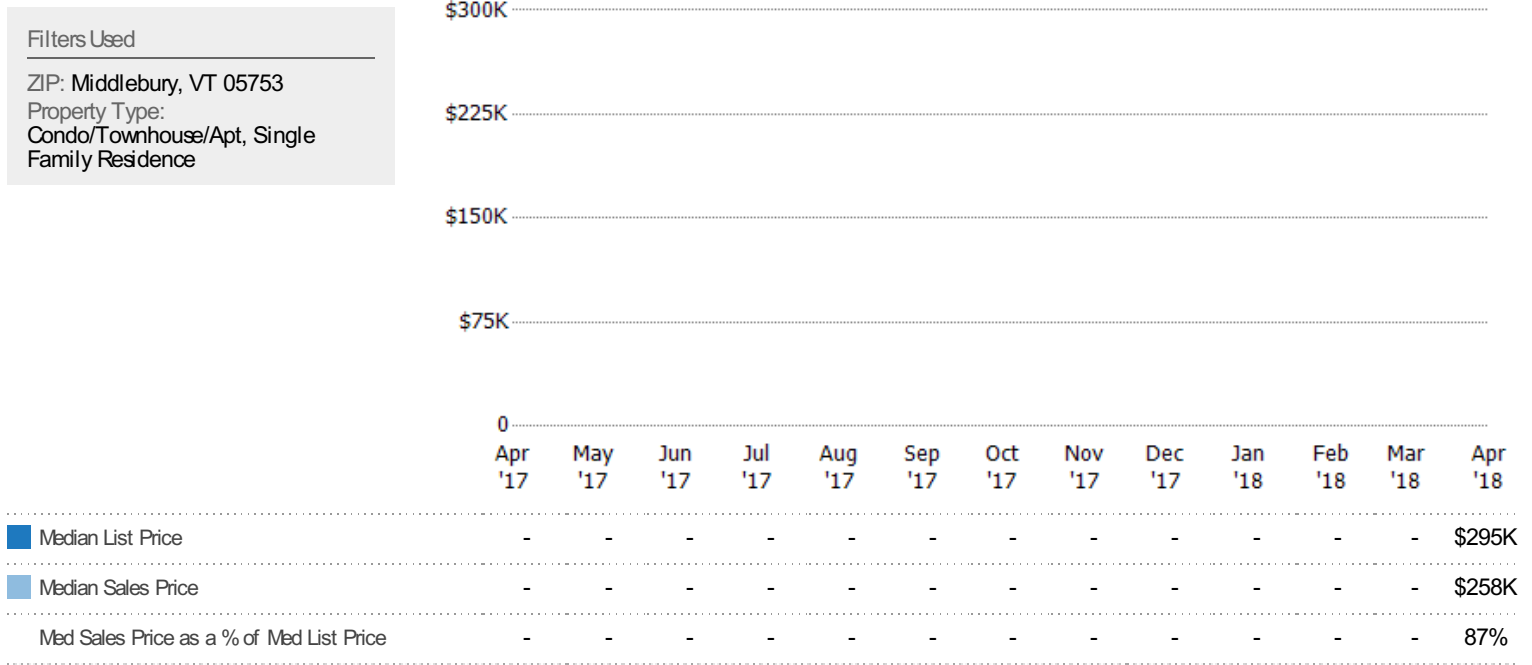 Filters Used
ZIP: Middlebury, VT 05753
Property Type:
Condo/Townhouse/Apt, Single
Family Residence
$300K
$225K
$150K
$75K
0
Apr May Jun Jul Aug Sep Oct Nov Dec Jan Feb Mar Apr
'17 '17 '17 '17 '17 '17 '17 '17 '17 '18 '18 '18 '18
Median List Price - - - - - - - - - - - - $295K
Median Sales Price - - - - - - - - - - - - $258K
Med Sales Price as a % of Med List Price - - - - - - - - - - - - 87%